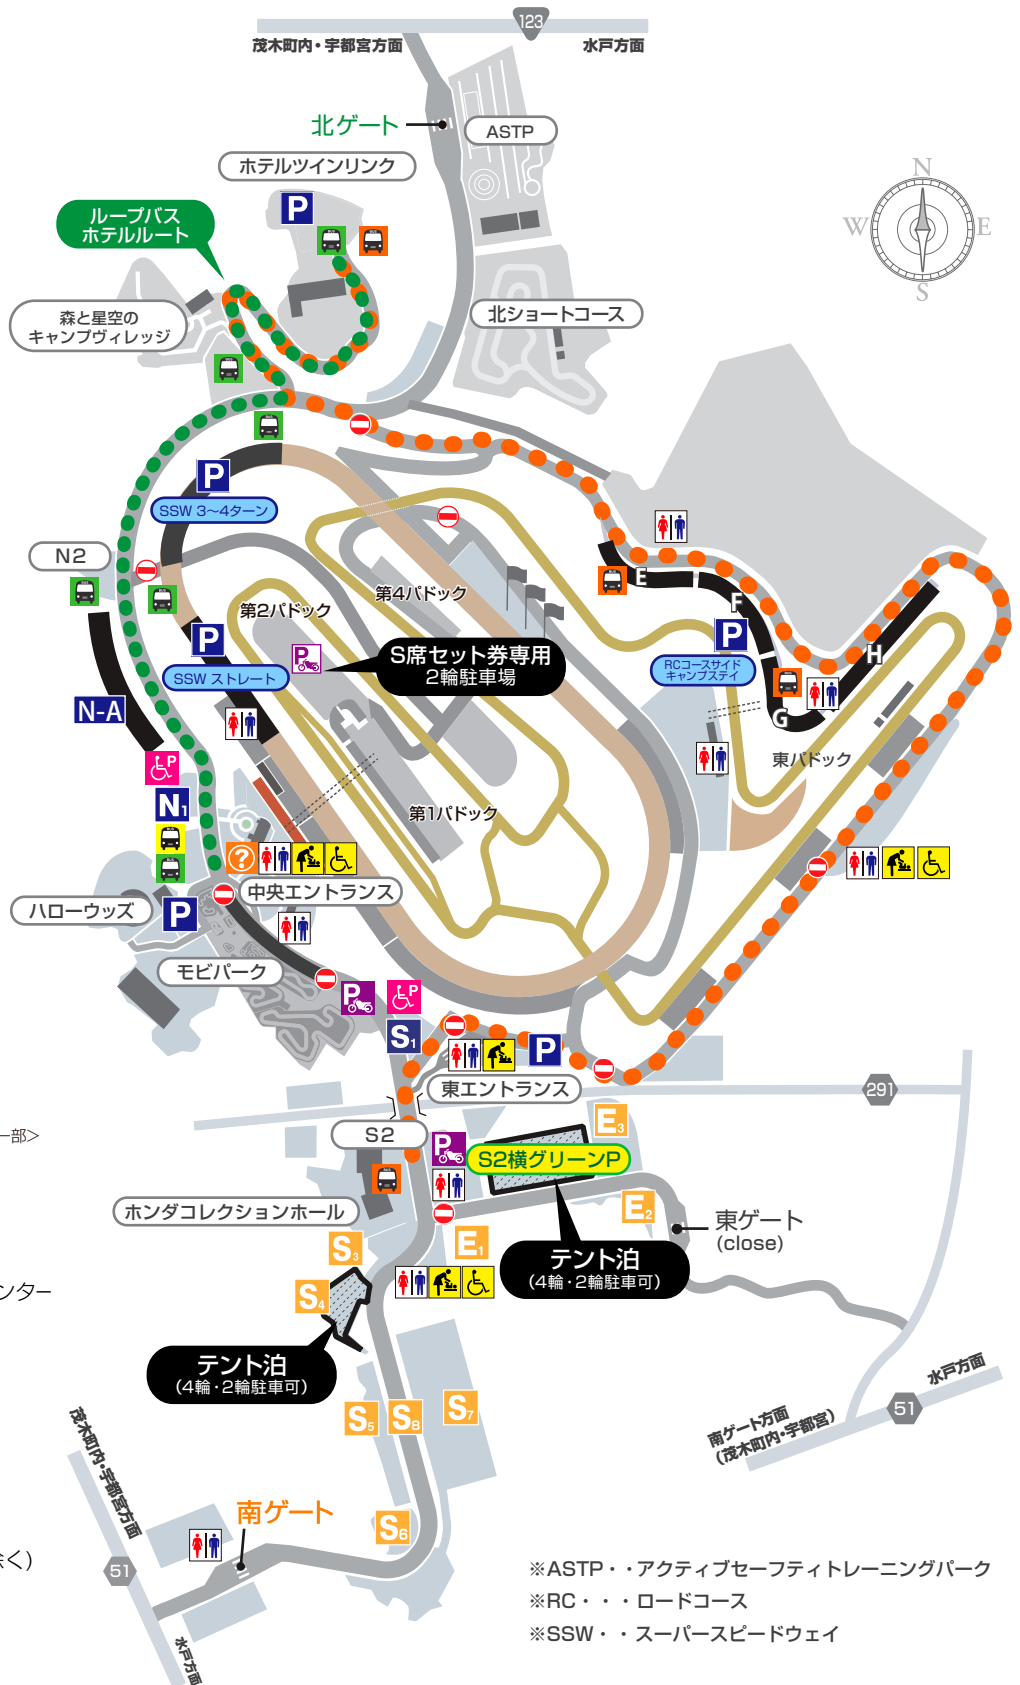 123
茂木町内・宇都宮方面
水戸方面
北ゲート
ASTP
ホテルツインリンク
P
N
W
E
S
ループバス
ホテルルート
森と星空の
キャンプヴィレッジ
北ショートコース
P
SSW 3〜4ターン
N2
第2パドック
第4パドック
E
F
P
S席セット券専用
2輪駐車場
P
RCコースサイド
キャンプステイ
H
P
SSW ストレート
N-A
G
東パドック
P
N1
第1パドック
?
中央エントランス
ハローウッズ
P
モビパーク
P
P
S1
P
東エントランス
291
一部>
S2
P
E3
S2横グリーンP
ホンダコレクションホール
E2
東ゲート
(close)
S3
E1
テント泊
(4輪・2輪駐車可)
ンター
S4
テント泊
(4輪・2輪駐車可)
水戸方面
51
南ゲート方面
(茂木町内・宇都宮)
S5
S8
S7
茂木町内・宇都宮方面
南ゲート
S6
除く)
51
水戸方面
※ASTP・・アクティブセーフティトレーニングパーク
※RC・・・ロードコース
※SSW・・スーパースピードウェイ